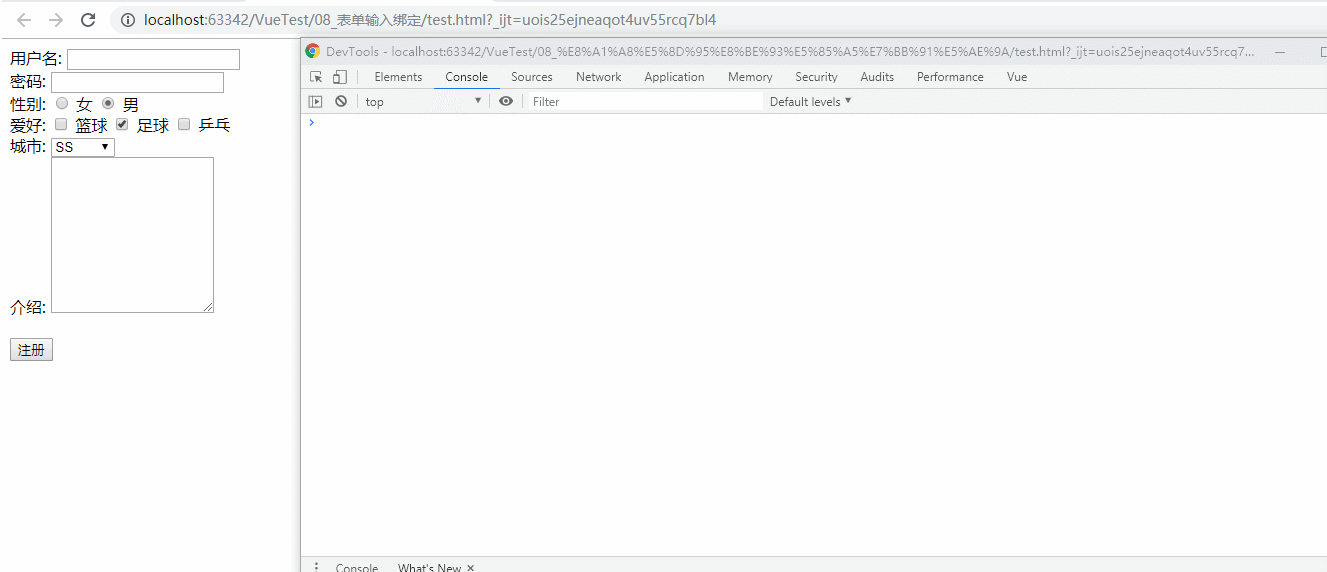 localhost:63342/VueTest/08_表单输入绑定/test.html?_ijt=uois25ejneaqot4uv55rcq7bl4
DevTools - localhost:63342/VueTest/08_%E8%A1%A8%E5%8D%95%E8%BE%93%E5%85%A5%E7%BB%91%E5%AE%9A/test.html?_ijt=uois25ejneaqot4uv55rcq7...
Elements Console Sources Network Application Memory Security Audits Performance Vue
top Filter Default levels
用户名:
密码:
性别: 女 男
爱好: 篮球 足球 乒乓
城市: SS
介绍:
注册
Console What's New